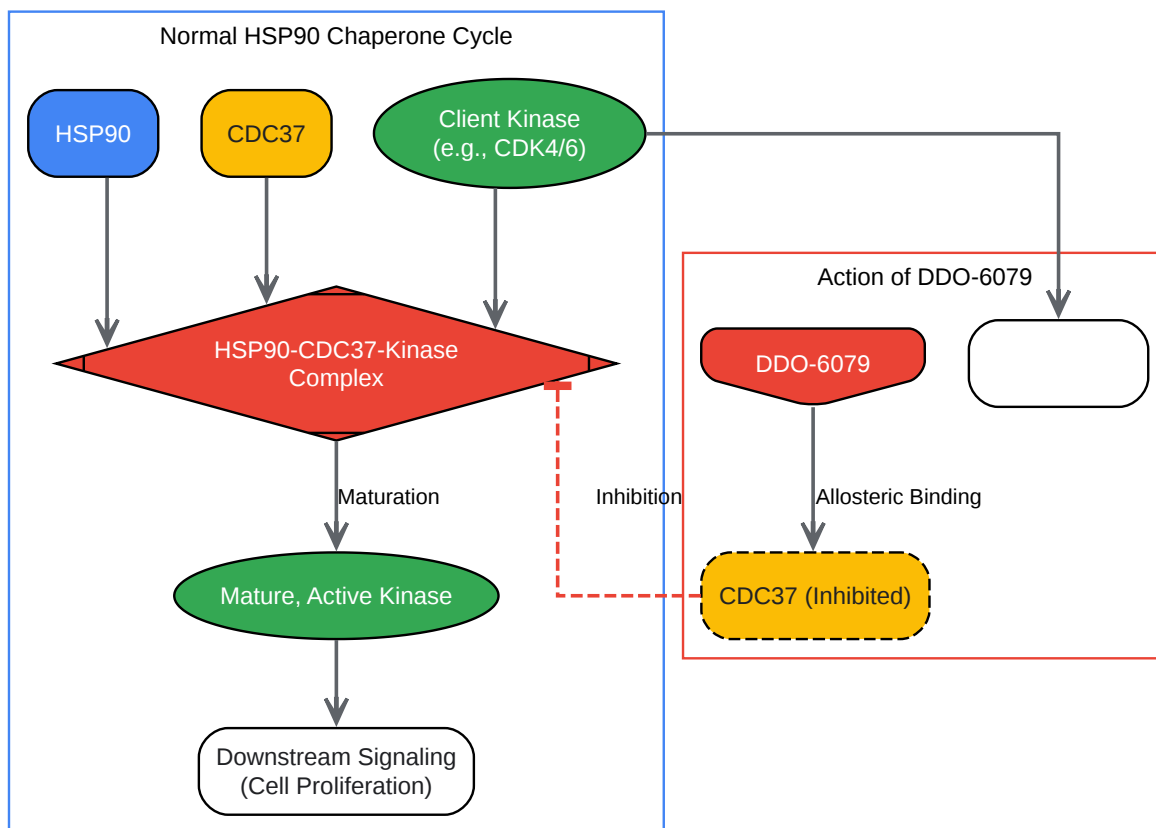 Normal HSP90 Chaperone Cycle
HSP90
CDC37
Client Kinase
(e.g., CDK4/6)
HSP90-CDC37-Kinase
Complex
Maturation
Mature, Active Kinase
Downstream Signaling
(Cell Proliferation)
Inhibition
Action of DDO-6079
DDO-6079
Allosteric Binding
CDC37 (Inhibited)